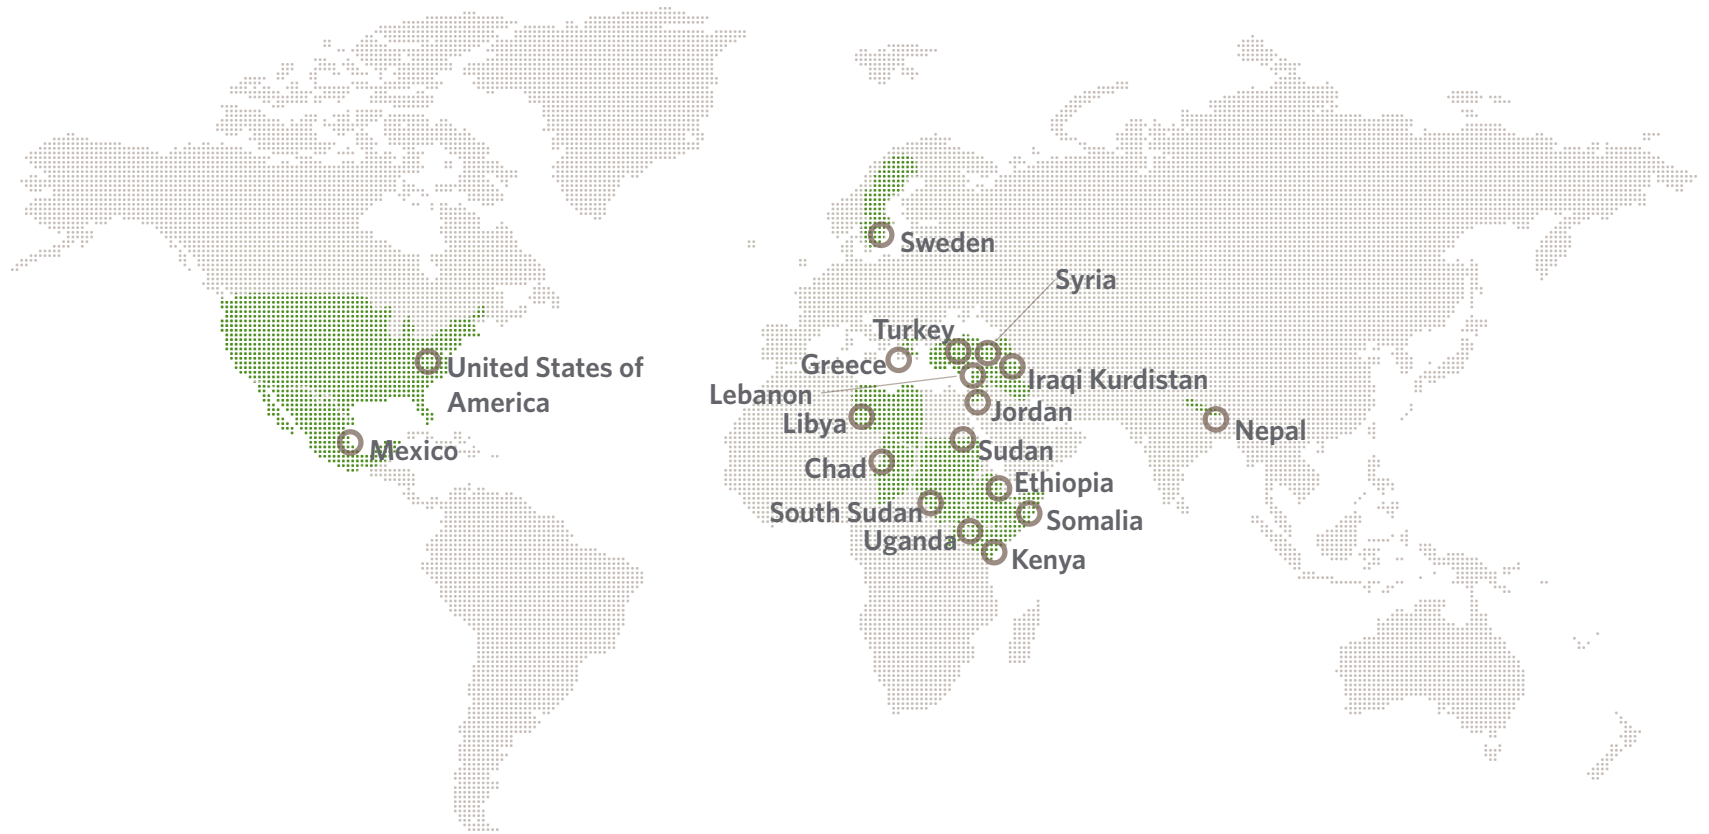 Sweden
Syria
Turkey
Greece
United States of
America
Iraqi Kurdistan
Lebanon
Jordan
Libya
Nepal
Mexico
Sudan
Chad
Ethiopia
South Sudan
Somalia
Uganda
Kenya